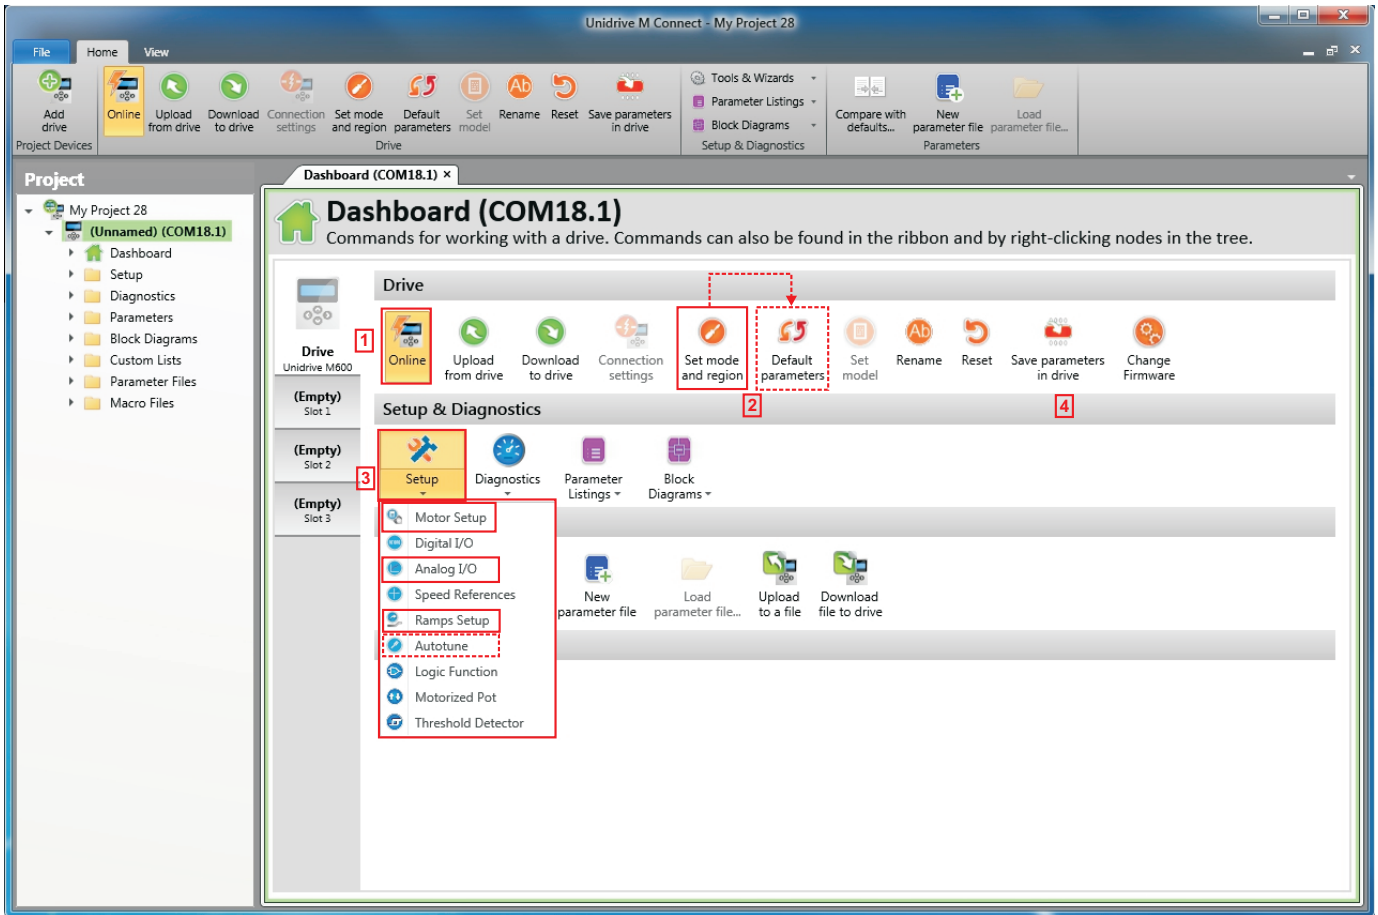 Unidrive M Connect - My Project 28
File Home View
Add drive
Online
Upload from drive
Download to drive
Connection settings
Set mode and region
Default parameters
Set model
Rename
Reset
Save parameters in drive
Tools & Wizards
Parameter Listings
Block Diagrams
Compare with defaults...
New parameter file
Load parameter file...
Project Devices
Drive
Setup & Diagnostics
Parameters
Project
My Project 28
(Unnamed) (COM18.1)
Dashboard
Setup
Diagnostics
Parameters
Block Diagrams
Custom Lists
Parameter Files
Macro Files
Dashboard (COM18.1) ×
Dashboard (COM18.1)
Commands for working with a drive. Commands can also be found in the ribbon and by right-clicking nodes in the tree.
Drive
Unidrive M600
(Empty)
Slot 1
(Empty)
Slot 2
(Empty)
Slot 3
Drive
1
Online
Upload from drive
Download to drive
Connection settings
Set mode and region
Default parameters
Set model
Rename
Reset
Save parameters in drive
Change Firmware
2
4
Setup & Diagnostics
3
Setup
Diagnostics
Parameter Listings
Block Diagrams
Motor Setup
Digital I/O
Analog I/O
Speed References
Ramps Setup
Autotune
Logic Function
Motorized Pot
Threshold Detector
New parameter file
Load parameter file...
Upload to a file
Download file to drive